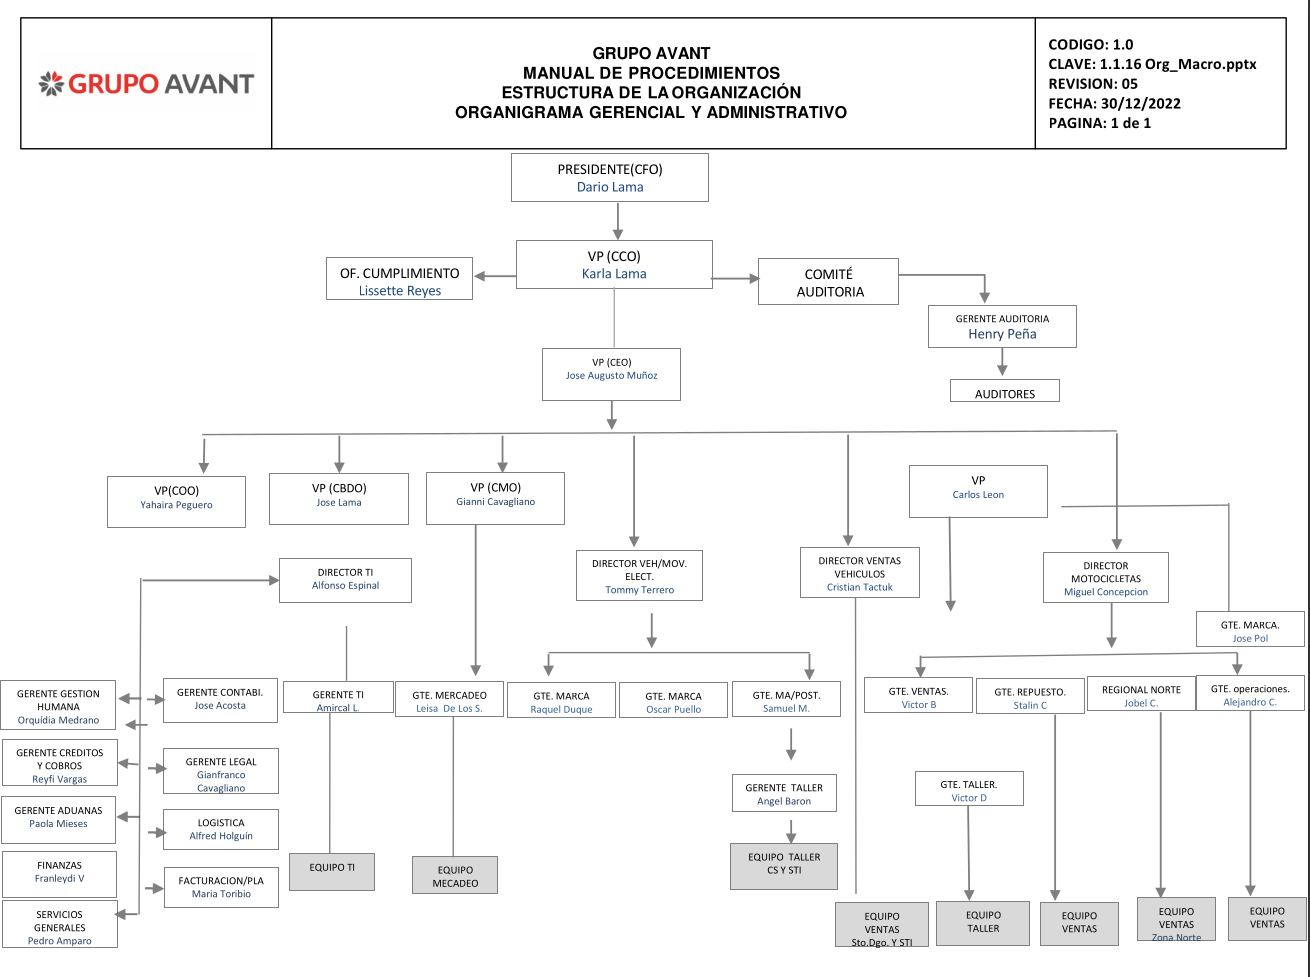 GRUPO AVANT
GRUPO AVANT
MANUAL DE PROCEDIMIENTOS
ESTRUCTURA DE LA ORGANIZACIÓN
ORGANIGRAMA GERENCIAL Y ADMINISTRATIVO
CODIGO: 1.0
CLAVE: 1.1.16 Org_Macro.pptx
REVISION: 05
FECHA: 30/12/2022
PAGINA: 1 de 1
PRESIDENTE(CFO)
Dario Lama
VP (CCO)
Karla Lama
OF. CUMPLIMIENTO
Lissette Reyes
COMITÉ
AUDITORIA
GERENTE AUDITORIA
Henry Peña
AUDITORES
VP (CEO)
Jose Augusto Muñoz
VP(COO)
Yahaira Peguero
VP (CBDO)
Jose Lama
VP (CMO)
Gianni Cavagliano
VP
Carlos Leon
DIRECTOR TI
Alfonso Espinal
DIRECTOR VEH/MOV.
ELECT.
Tommy Terrero
DIRECTOR VENTAS
VEHICULOS
Cristian Tactuk
DIRECTOR
MOTOCICLETAS
Miguel Concepcion
GTE. MARCA.
Jose Pol
GERENTE GESTION
HUMANA
Orquídia Medrano
GERENTE CONTABI.
Jose Acosta
GERENTE TI
Amircal L.
GTE. MERCADEO
Leisa De Los S.
GTE. MARCA
Raquel Duque
GTE. MARCA
Oscar Puello
GTE. MA/POST.
Samuel M.
GTE. VENTAS.
Victor B
GTE. REPUESTO.
Stalin C
REGIONAL NORTE
Jobel C.
GTE. operaciones.
Alejandro C.
GERENTE CREDITOS
Y COBROS
Reyfi Vargas
GERENTE LEGAL
Gianfranco
Cavagliano
GERENTE TALLER
Angel Baron
GTE. TALLER.
Victor D
GERENTE ADUANAS
Paola Mieses
LOGISTICA
Alfred Holguín
FINANZAS
Franleydi V
FACTURACION/PLA
Maria Toribio
EQUIPO TI
EQUIPO
MECADEO
EQUIPO TALLER
CS Y STI
SERVICIOS
GENERALES
Pedro Amparo
EQUIPO
VENTAS
Sto.Dgo. Y STI
EQUIPO
TALLER
EQUIPO
VENTAS
EQUIPO
VENTAS
Zona Norte
EQUIPO
VENTAS